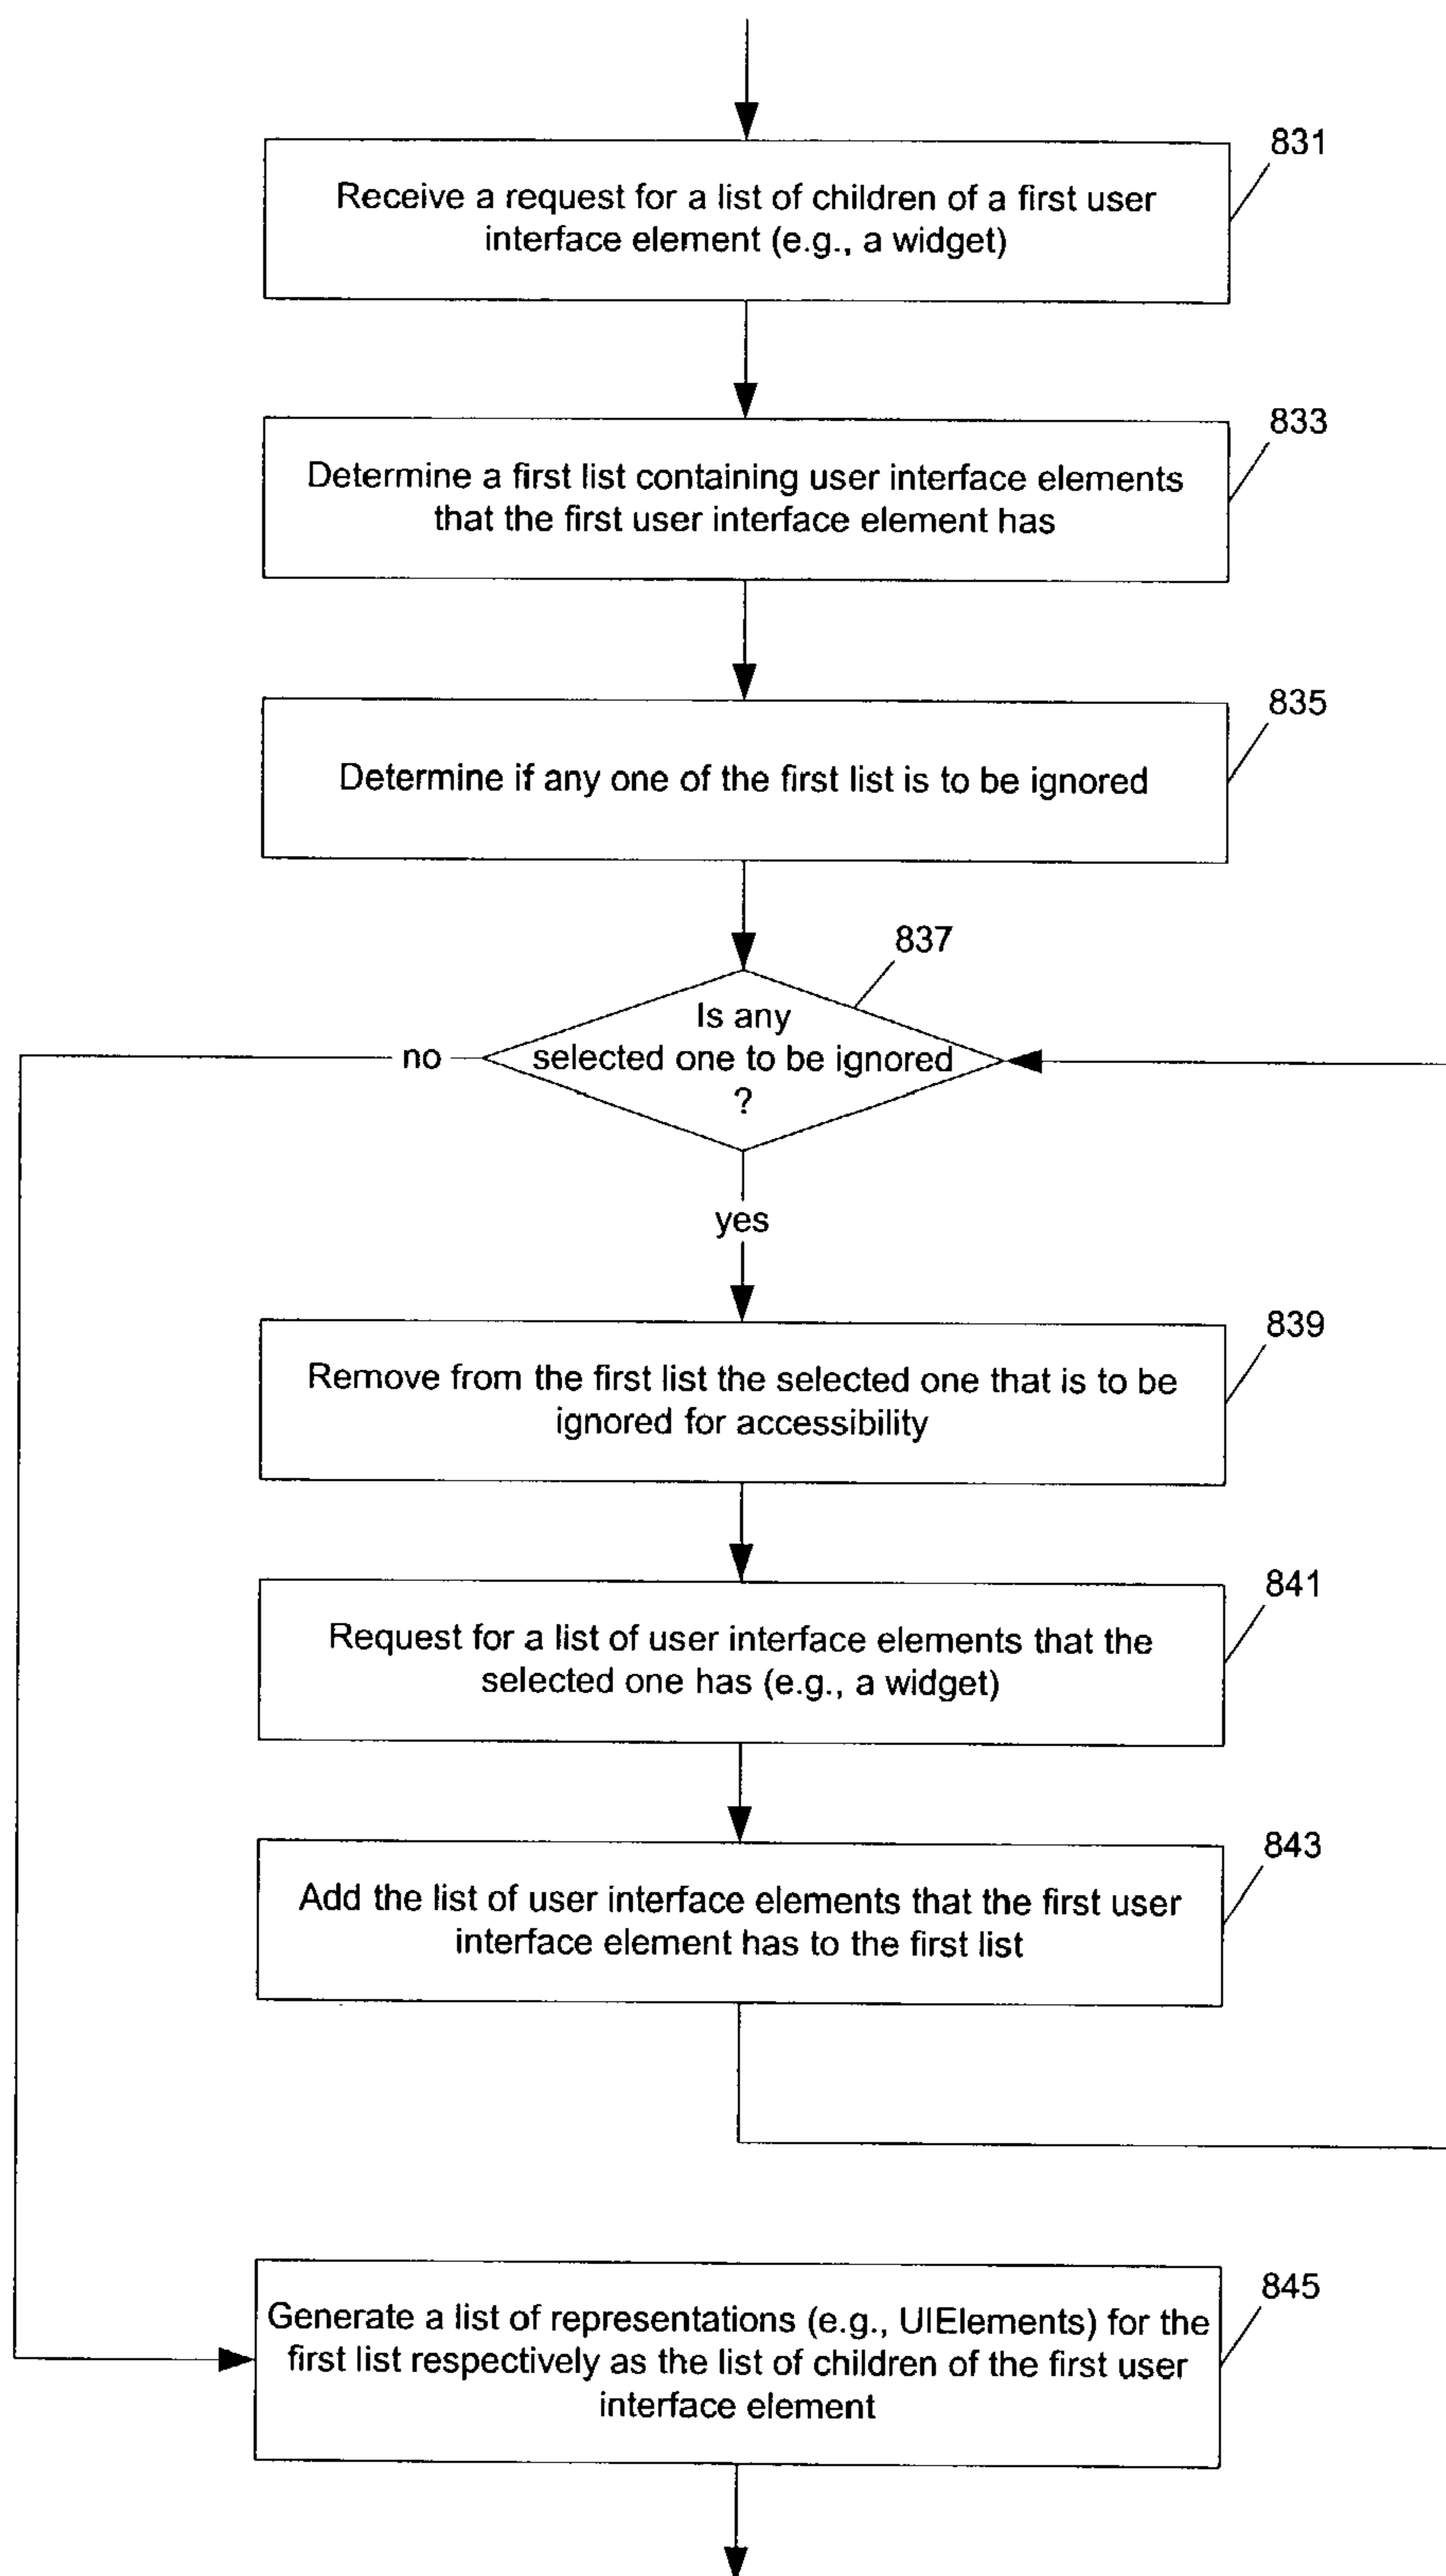 831
Receive a request for a list of children of a first user
interface element (e.g., a widget)
833
Determine a first list containing user interface elements
that the first user interface element has
835
Determine if any one of the first list is to be ignored
837
Is any
selected one to be ignored
?
no
yes
839
Remove from the first list the selected one that is to be
ignored for accessibility
841
Request for a list of user interface elements that the
selected one has (e.g., a widget)
843
Add the list of user interface elements that the first user
interface element has to the first list
845
Generate a list of representations (e.g., UIElements) for the
first list respectively as the list of children of the first user
interface element